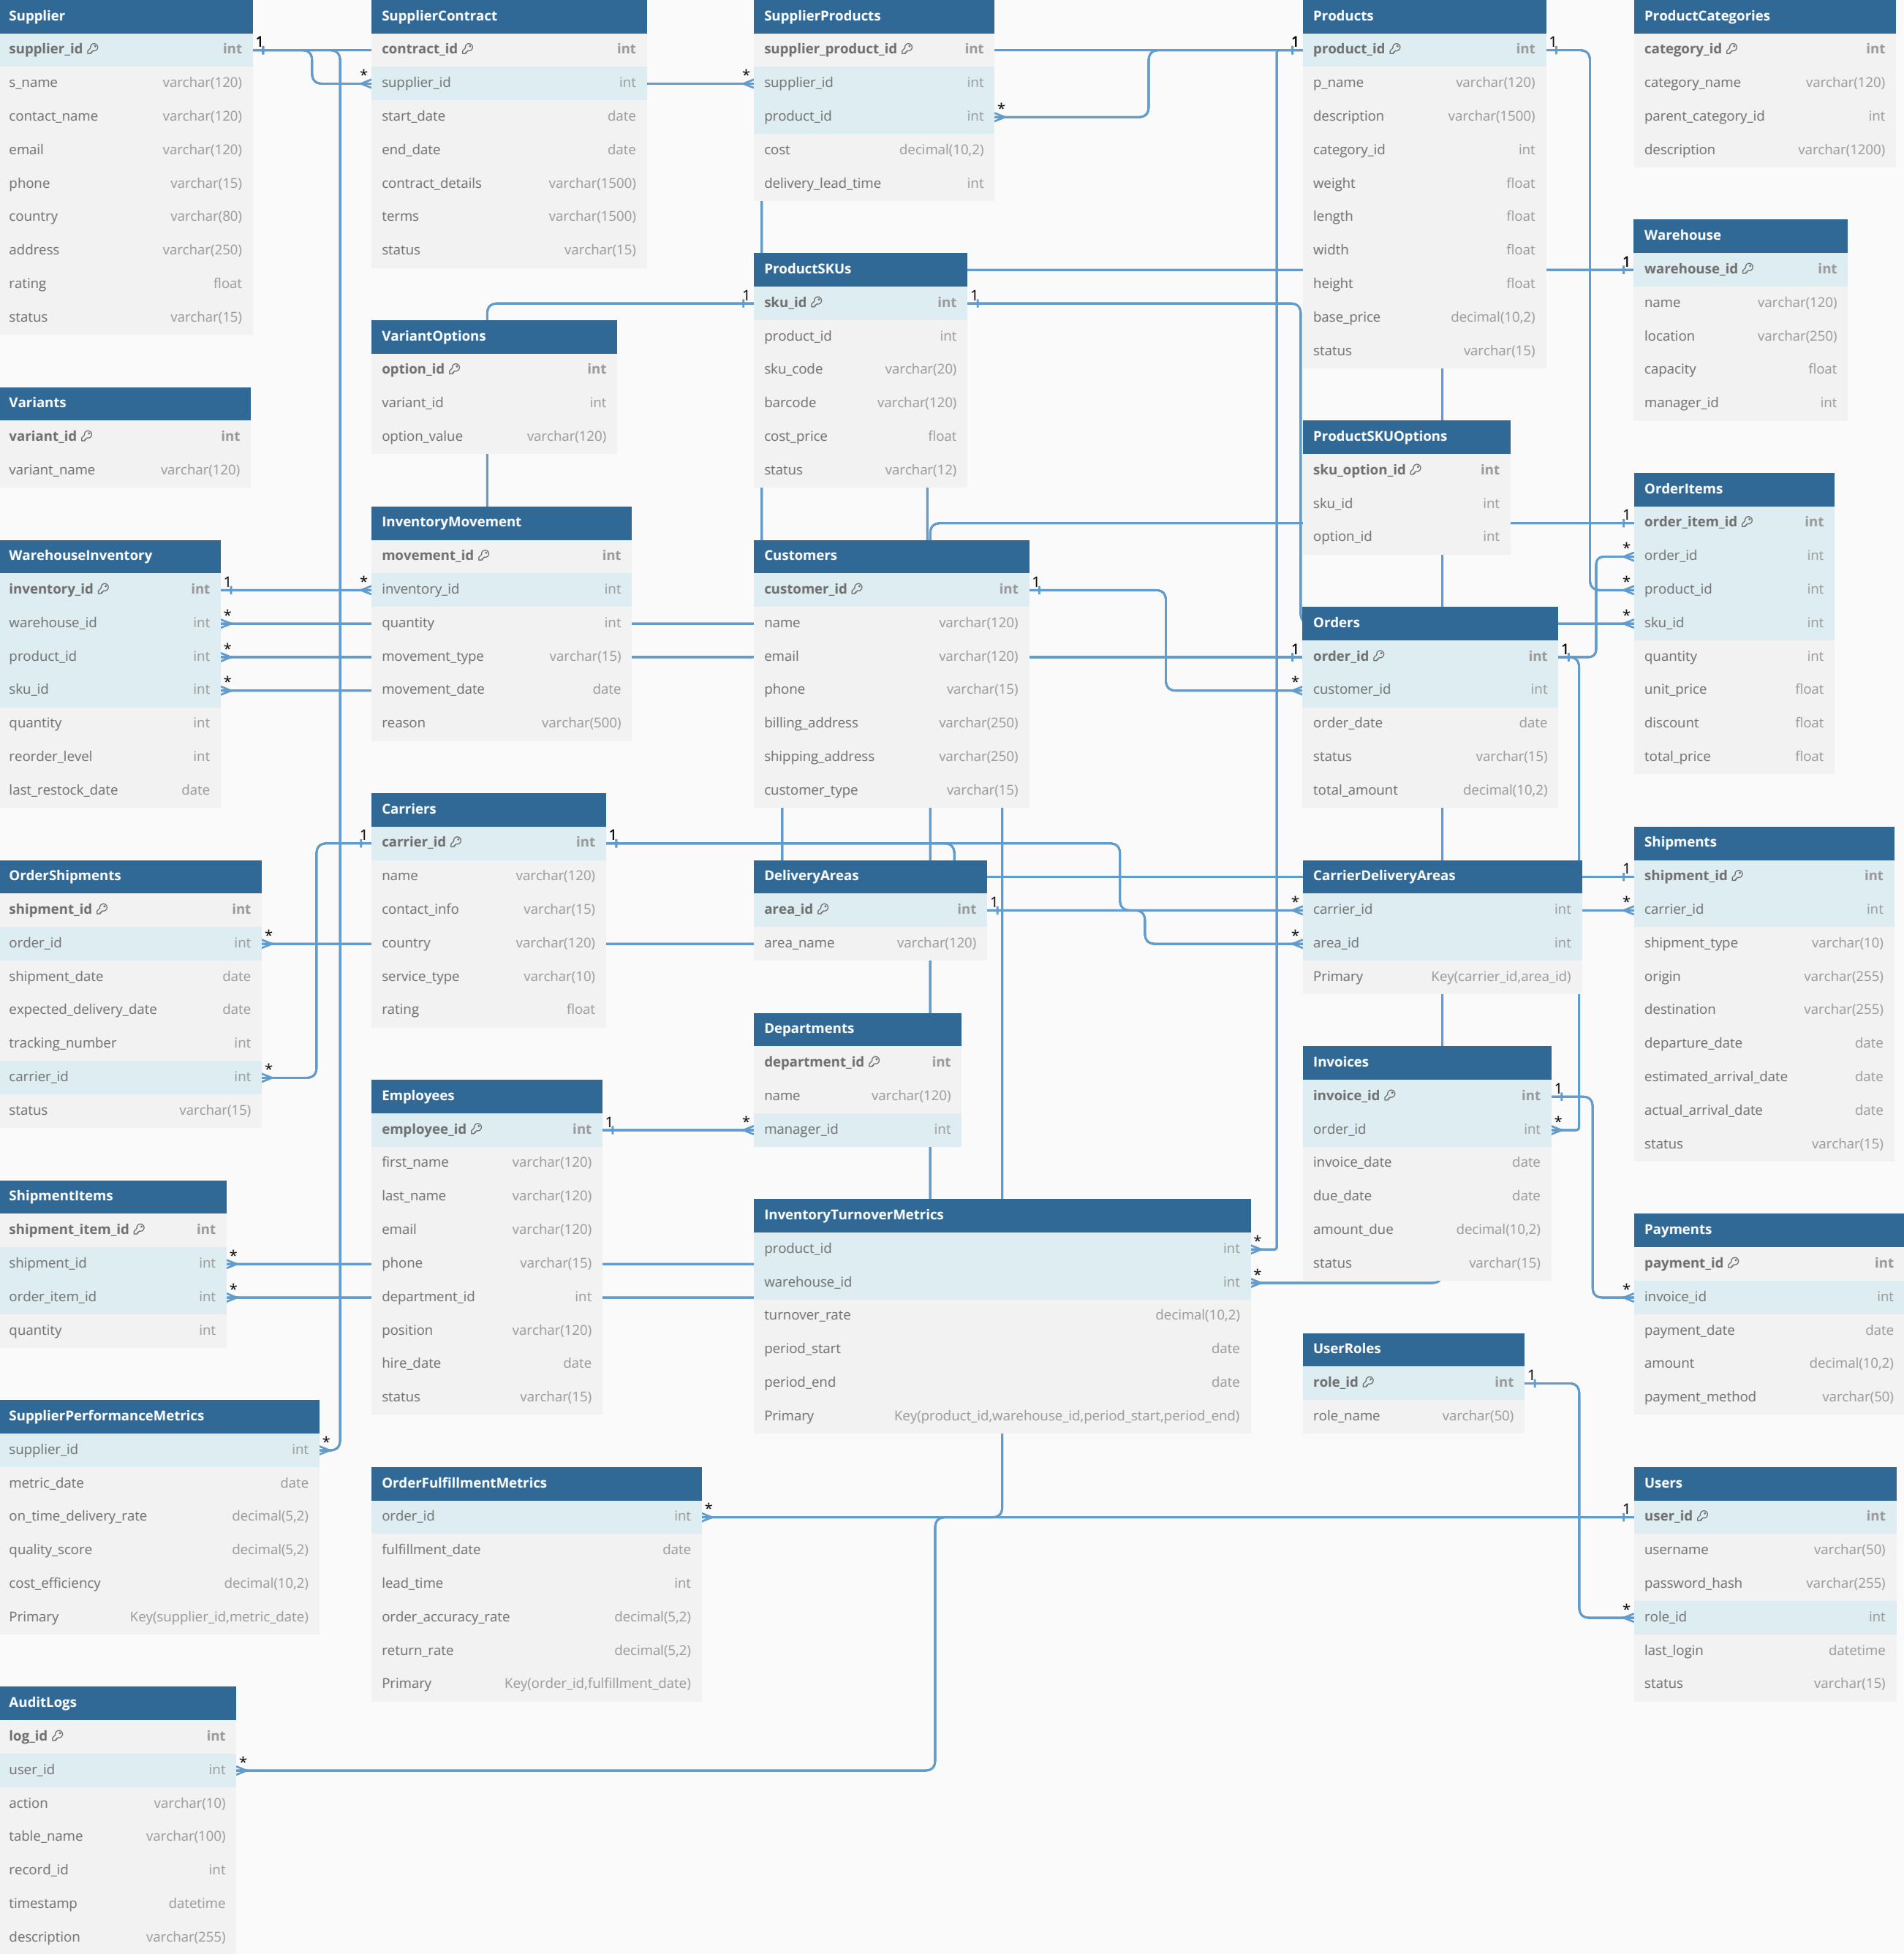 Supplier
supplier_id int
s_name varchar(120)
contact_name varchar(120)
email varchar(120)
phone varchar(15)
country varchar(80)
address varchar(250)
rating float
status varchar(15)
SupplierContract
contract_id int
supplier_id int
start_date date
end_date date
contract_details varchar(1500)
terms varchar(1500)
status varchar(15)
SupplierProducts
supplier_product_id int
supplier_id int
product_id int
cost decimal(10,2)
delivery_lead_time int
Products
product_id int
p_name varchar(120)
description varchar(1500)
category_id int
weight float
length float
width float
height float
base_price decimal(10,2)
status varchar(15)
ProductCategories
category_id int
category_name varchar(120)
parent_category_id int
description varchar(1200)
Warehouse
warehouse_id int
name varchar(120)
location varchar(250)
capacity float
manager_id int
ProductSKUs
sku_id int
product_id int
sku_code varchar(20)
barcode varchar(120)
cost_price float
status varchar(12)
VariantOptions
option_id int
variant_id int
option_value varchar(120)
Variants
variant_id int
variant_name varchar(120)
ProductSKUOptions
sku_option_id int
sku_id int
option_id int
OrderItems
order_item_id int
order_id int
product_id int
sku_id int
quantity int
unit_price float
discount float
total_price float
WarehouseInventory
inventory_id int
warehouse_id int
product_id int
sku_id int
quantity int
reorder_level int
last_restock_date date
InventoryMovement
movement_id int
inventory_id int
quantity int
movement_type varchar(15)
movement_date date
reason varchar(500)
Customers
customer_id int
name varchar(120)
email varchar(120)
phone varchar(15)
billing_address varchar(250)
shipping_address varchar(250)
customer_type varchar(15)
Orders
order_id int
customer_id int
order_date date
status varchar(15)
total_amount decimal(10,2)
Carriers
carrier_id int
name varchar(120)
contact_info varchar(15)
country varchar(120)
service_type varchar(10)
rating float
OrderShipments
shipment_id int
order_id int
shipment_date date
expected_delivery_date date
tracking_number int
carrier_id int
status varchar(15)
DeliveryAreas
area_id int
area_name varchar(120)
CarrierDeliveryAreas
carrier_id int
area_id int
Primary Key(carrier_id,area_id)
Shipments
shipment_id int
carrier_id int
shipment_type varchar(10)
origin varchar(255)
destination varchar(255)
departure_date date
estimated_arrival_date date
actual_arrival_date date
status varchar(15)
Departments
department_id int
name varchar(120)
manager_id int
Employees
employee_id int
first_name varchar(120)
last_name varchar(120)
email varchar(120)
phone varchar(15)
department_id int
position varchar(120)
hire_date date
status varchar(15)
Invoices
invoice_id int
order_id int
invoice_date date
due_date date
amount_due decimal(10,2)
status varchar(15)
ShipmentItems
shipment_item_id int
shipment_id int
order_item_id int
quantity int
InventoryTurnoverMetrics
product_id int
warehouse_id int
turnover_rate decimal(10,2)
period_start date
period_end date
Primary Key(product_id,warehouse_id,period_start,period_end)
Payments
payment_id int
invoice_id int
payment_date date
amount decimal(10,2)
payment_method varchar(50)
UserRoles
role_id int
role_name varchar(50)
SupplierPerformanceMetrics
supplier_id int
metric_date date
on_time_delivery_rate decimal(5,2)
quality_score decimal(5,2)
cost_efficiency decimal(10,2)
Primary Key(supplier_id,metric_date)
OrderFulfillmentMetrics
order_id int
fulfillment_date date
lead_time int
order_accuracy_rate decimal(5,2)
return_rate decimal(5,2)
Primary Key(order_id,fulfillment_date)
Users
user_id int
username varchar(50)
password_hash varchar(255)
role_id int
last_login datetime
status varchar(15)
AuditLogs
log_id int
user_id int
action varchar(10)
table_name varchar(100)
record_id int
timestamp datetime
description varchar(255)